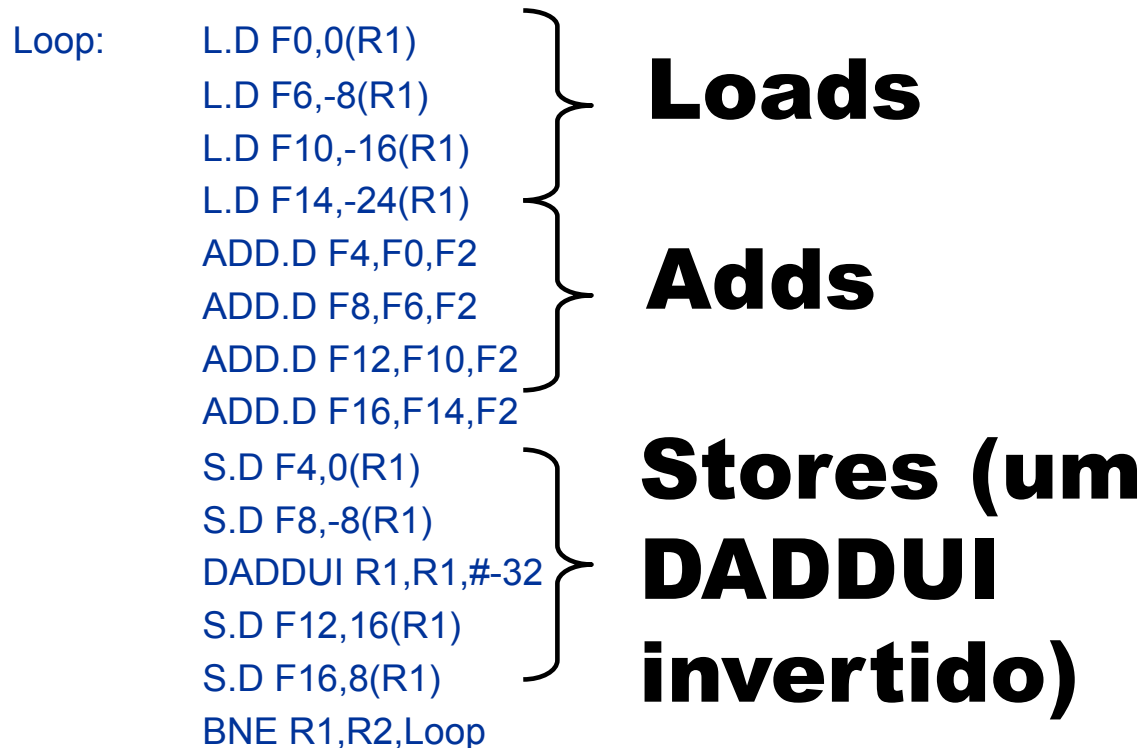 Loop: L.D F0,0(R1)
L.D F6,-8(R1)
L.D F10,-16(R1)
L.D F14,-24(R1)
ADD.D F4,F0,F2
ADD.D F8,F6,F2
ADD.D F12,F10,F2
ADD.D F16,F14,F2
S.D F4,0(R1)
S.D F8,-8(R1)
DADDUI R1,R1,#-32
S.D F12,16(R1)
S.D F16,8(R1)
BNE R1,R2,Loop
Loads
Adds
Stores (um
DADDUI
invertido)